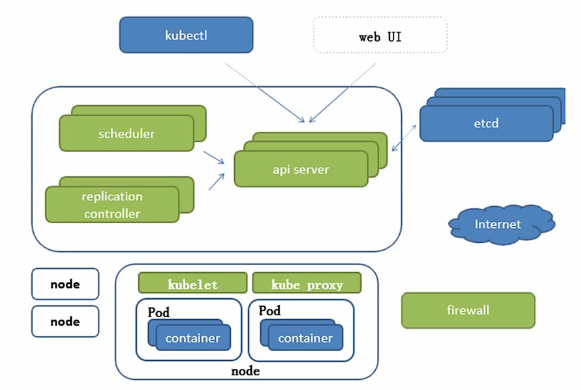 kubectl
web UI
scheduler
etcd
api server
replication
controller
Internet
node
kubelet
kube proxy
Pod
Pod
firewall
node
container
container
node